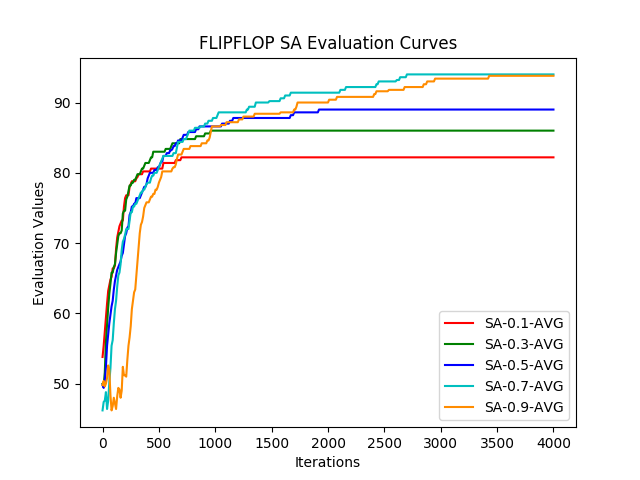 FLIPFLOP SA Evaluation Curves
Evaluation Values
90
80
70
60
50
SA-0.1-AVG
SA-0.3-AVG
SA-0.5-AVG
SA-0.7-AVG
SA-0.9-AVG
0 500 1000 1500 2000 2500 3000 3500 4000
Iterations